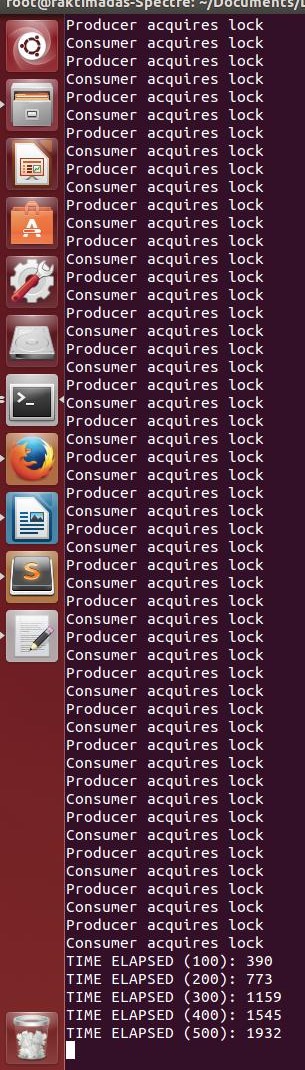 root@raktimadas-Spectre: ~/Documents/
Producer acquires lock
Consumer acquires lock
Producer acquires lock
Consumer acquires lock
Producer acquires lock
Consumer acquires lock
Producer acquires lock
Consumer acquires lock
Producer acquires lock
Consumer acquires lock
Producer acquires lock
Consumer acquires lock
Producer acquires lock
Consumer acquires lock
Producer acquires lock
Consumer acquires lock
Producer acquires lock
Consumer acquires lock
Producer acquires lock
Consumer acquires lock
Producer acquires lock
Consumer acquires lock
Producer acquires lock
Consumer acquires lock
Producer acquires lock
Consumer acquires lock
Producer acquires lock
Consumer acquires lock
Producer acquires lock
Consumer acquires lock
Producer acquires lock
Consumer acquires lock
Producer acquires lock
Consumer acquires lock
Producer acquires lock
Consumer acquires lock
Producer acquires lock
Consumer acquires lock
Producer acquires lock
Consumer acquires lock
Producer acquires lock
Consumer acquires lock
Producer acquires lock
Consumer acquires lock
Producer acquires lock
Consumer acquires lock
Producer acquires lock
Consumer acquires lock
Producer acquires lock
Consumer acquires lock
Producer acquires lock
Consumer acquires lock
TIME ELAPSED (100): 390
TIME ELAPSED (200): 773
TIME ELAPSED (300): 1159
TIME ELAPSED (400): 1545
TIME ELAPSED (500): 1932